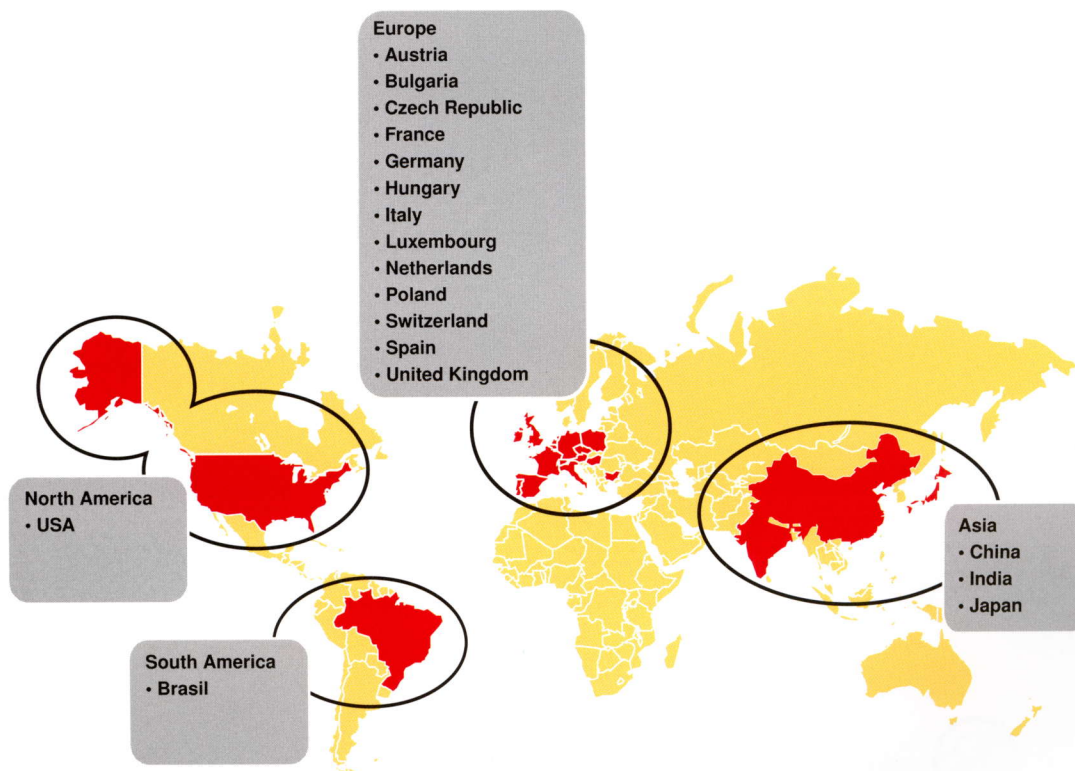 Europe
• Austria
• Bulgaria
• Czech Republic
• France
• Germany
• Hungary
• Italy
• Luxembourg
• Netherlands
• Poland
• Switzerland
• Spain
• United Kingdom
North America
• USA
South America
• Brasil
Asia
• China
• India
• Japan